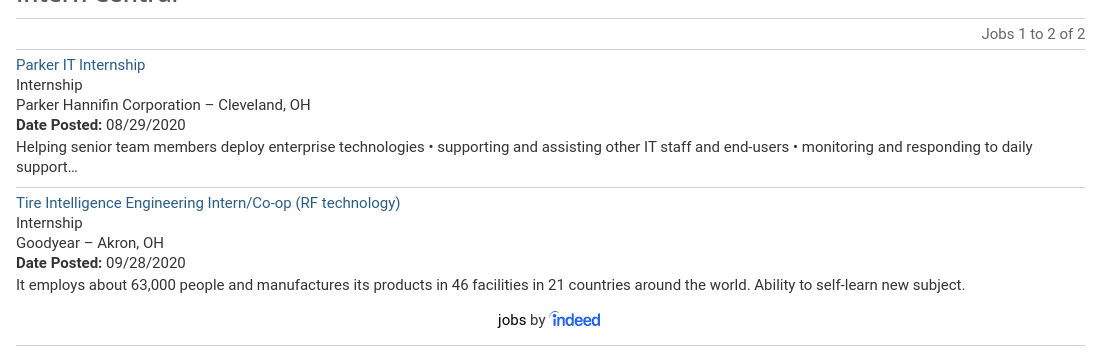 Intern Central
Jobs 1 to 2 of 2
Parker IT Internship
Internship
Parker Hannifin Corporation – Cleveland, OH
Date Posted: 08/29/2020
Helping senior team members deploy enterprise technologies • supporting and assisting other IT staff and end-users • monitoring and responding to daily
support…
Tire Intelligence Engineering Intern/Co-op (RF technology)
Internship
Goodyear – Akron, OH
Date Posted: 09/28/2020
It employs about 63,000 people and manufactures its products in 46 facilities in 21 countries around the world. Ability to self-learn new subject.
jobs by indeed